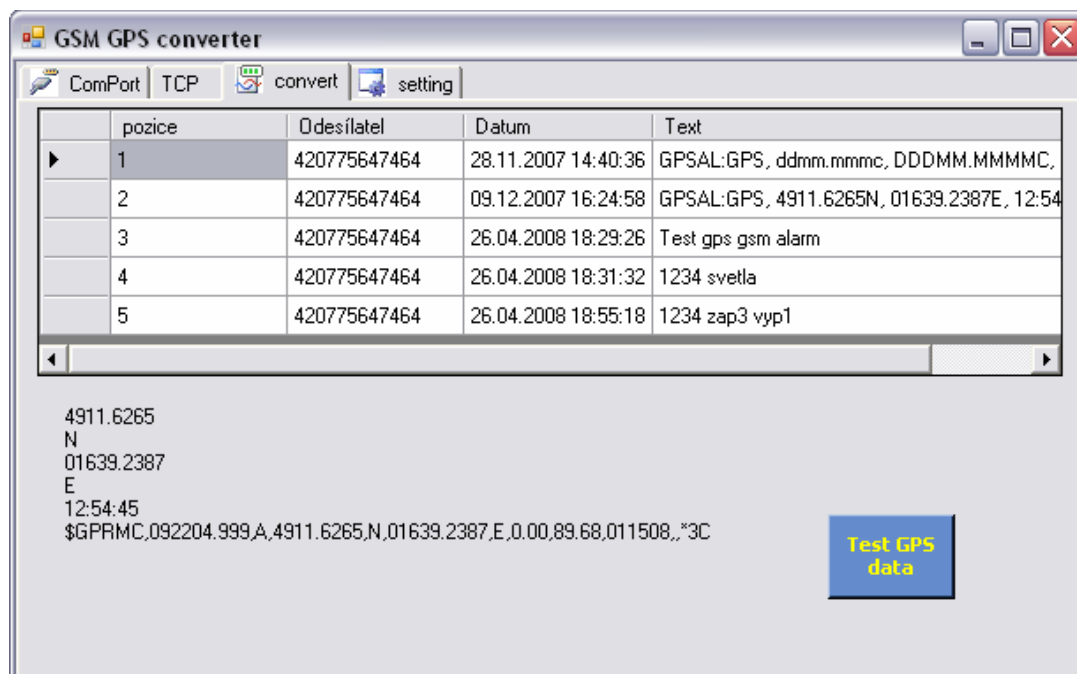 GSM GPS converter
ComPort TCP convert setting
pozice Odesílatel Datum Text
1 420775647464 28.11.2007 14:40:36 GPSAL:GPS, ddmm.mmmc, DDDMM.MMMMC,
2 420775647464 09.12.2007 16:24:58 GPSAL:GPS, 4911.6265N, 01639.2387E, 12:54
3 420775647464 26.04.2008 18:29:26 Test gps gsm alarm
4 420775647464 26.04.2008 18:31:32 1234 svetla
5 420775647464 26.04.2008 18:55:18 1234 zap3 vyp1
4911.6265
N
01639.2387
E
12:54:45
$GPRMC,092204.999,A,4911.6265,N,01639.2387,E,0.00,89.68,011508,,*3C
Test GPS
data